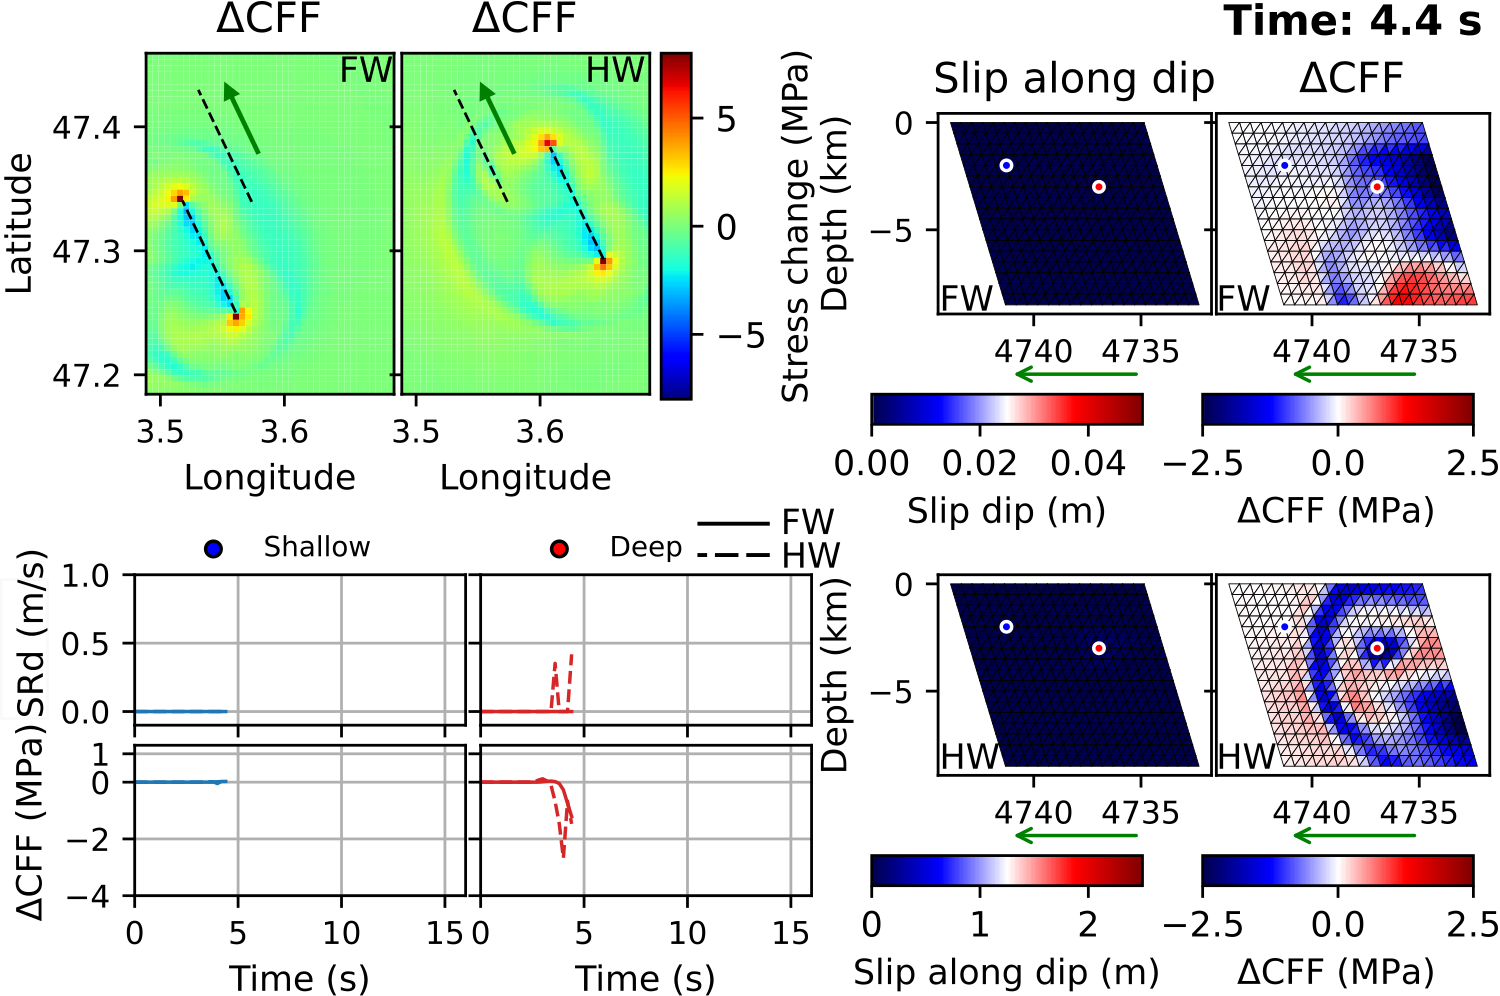 ΔCFF
ΔCFF
Time: 4.4 s
FW
HW
47.4
47.3
47.2
Latitude
3.5
3.6
3.5
3.6
Longitude
Longitude
5
0
−5
Stress change (MPa)
Slip along dip
ΔCFF
Depth (km)
0
−5
FW
FW
4740
4735
4740
4735
0.00
0.02
0.04
−2.5
0.0
2.5
Slip dip (m)
ΔCFF (MPa)
Shallow
Deep
FW
HW
SRd (m/s)
1.0
0.5
0.0
ΔCFF (MPa)
1
0
−2
−4
0
5
10
15
0
5
10
15
Time (s)
Time (s)
Depth (km)
0
−5
HW
HW
4740
4735
4740
4735
0
1
2
−2.5
0.0
2.5
Slip along dip (m)
ΔCFF (MPa)